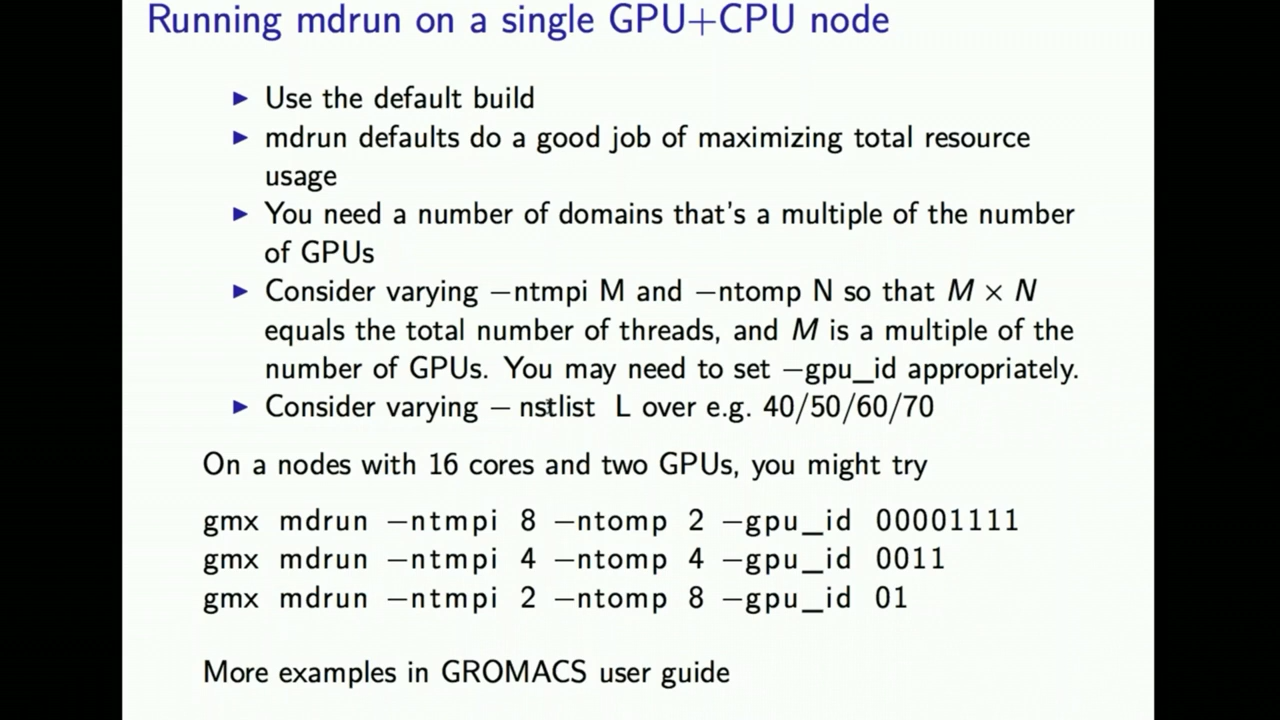 Running mdrun on a single GPU+CPU node
▶ Use the default build
▶ mdrun defaults do a good job of maximizing total resource
usage
▶ You need a number of domains that's a multiple of the number
of GPUs
▶ Consider varying −ntmpi M and −ntomp N so that M × N
equals the total number of threads, and M is a multiple of the
number of GPUs. You may need to set −gpu_id appropriately.
▶ Consider varying − nstlist L over e.g. 40/50/60/70
On a nodes with 16 cores and two GPUs, you might try
gmx mdrun −ntmpi 8 −ntomp 2 −gpu_id 00001111
gmx mdrun −ntmpi 4 −ntomp 4 −gpu_id 0011
gmx mdrun −ntmpi 2 −ntomp 8 −gpu_id 01
More examples in GROMACS user guide